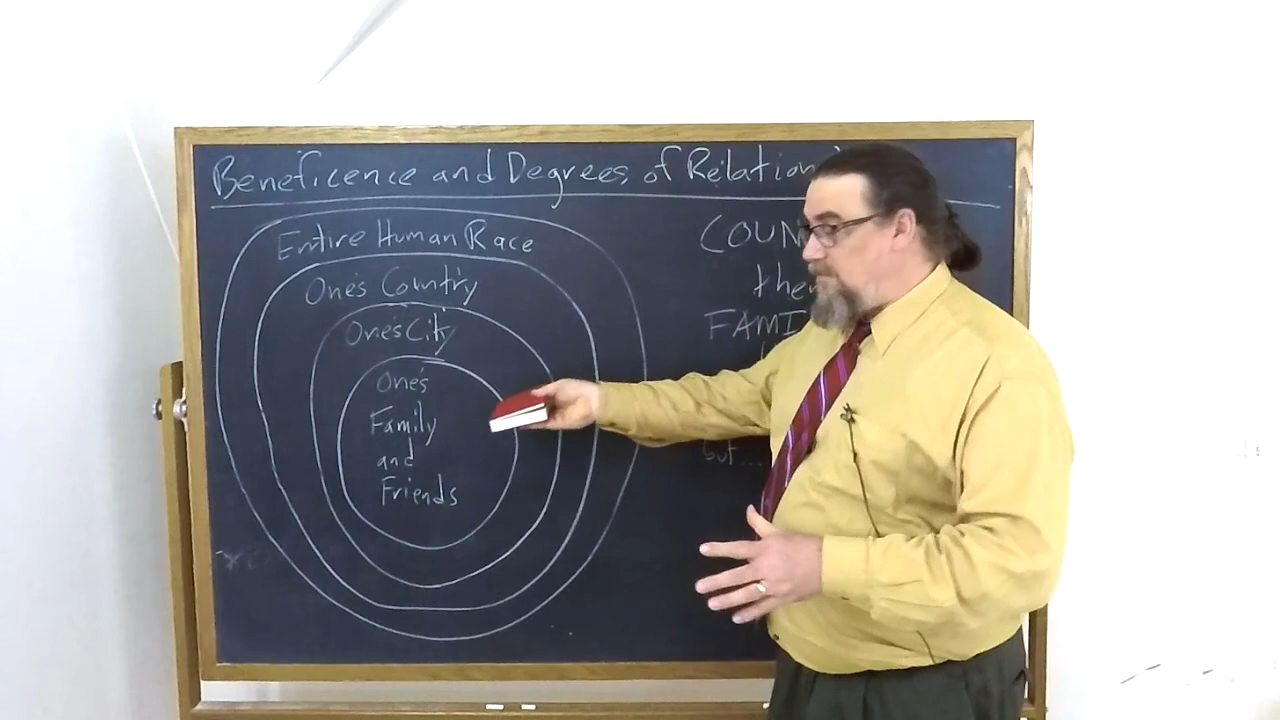 Beneficence and Degrees of Relation
Entire Human Race
One's Country
One's City
One's
Family
and
Friends
COUN
the
FAMI
but...